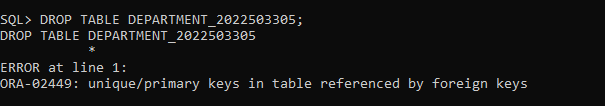 SQL> DROP TABLE DEPARTMENT_2022503305;
DROP TABLE DEPARTMENT_2022503305
           *
ERROR at line 1:
ORA-02449: unique/primary keys in table referenced by foreign keys